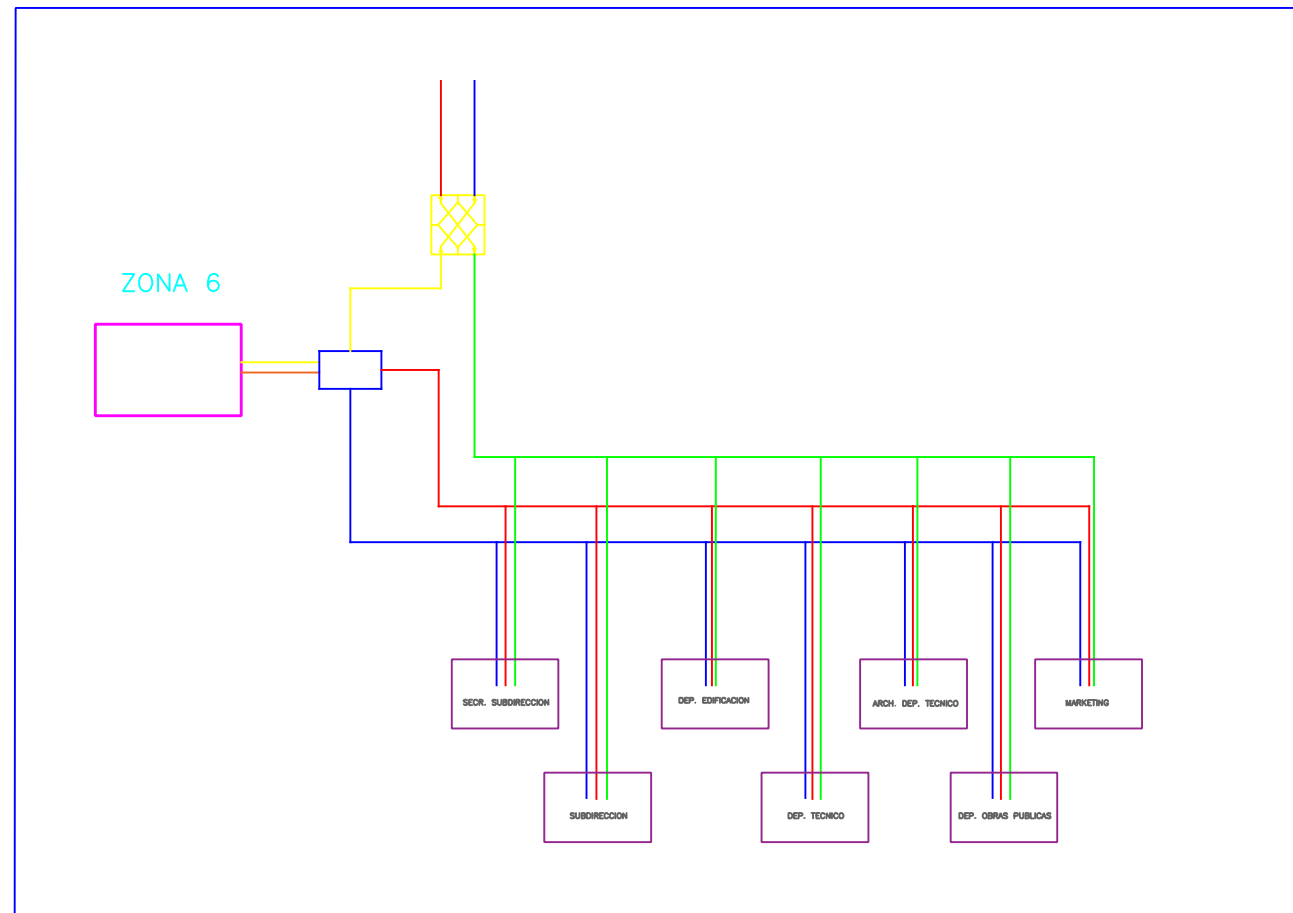 ZONA 6
SECR. SUBDIRECCION
DEP. EDIFICACION
ARCH. DEP. TECNICO
MARKETING
SUBDIRECCION
DEP. TECNICO
DEP. OBRAS PUBLICAS